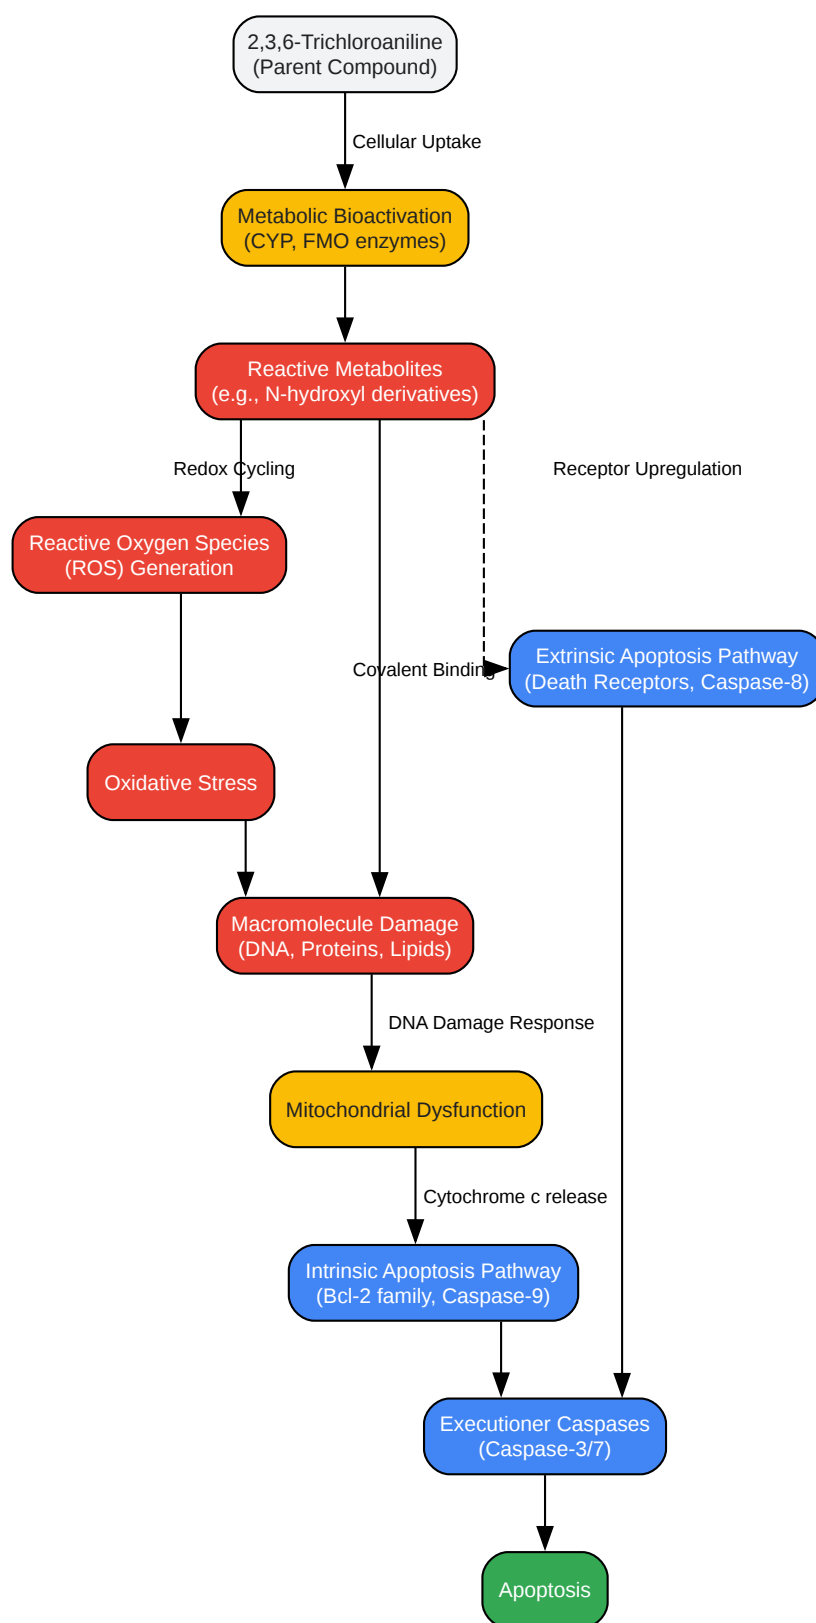 2,3,6-Trichloroaniline
(Parent Compound)
Cellular Uptake
Metabolic Bioactivation
(CYP, FMO enzymes)
Reactive Metabolites
(e.g., N-hydroxyl derivatives)
Redox Cycling
Receptor Upregulation
Reactive Oxygen Species
(ROS) Generation
Covalent Binding
Extrinsic Apoptosis Pathway
(Death Receptors, Caspase-8)
Oxidative Stress
Macromolecule Damage
(DNA, Proteins, Lipids)
DNA Damage Response
Mitochondrial Dysfunction
Cytochrome c release
Intrinsic Apoptosis Pathway
(Bcl-2 family, Caspase-9)
Executioner Caspases
(Caspase-3/7)
Apoptosis